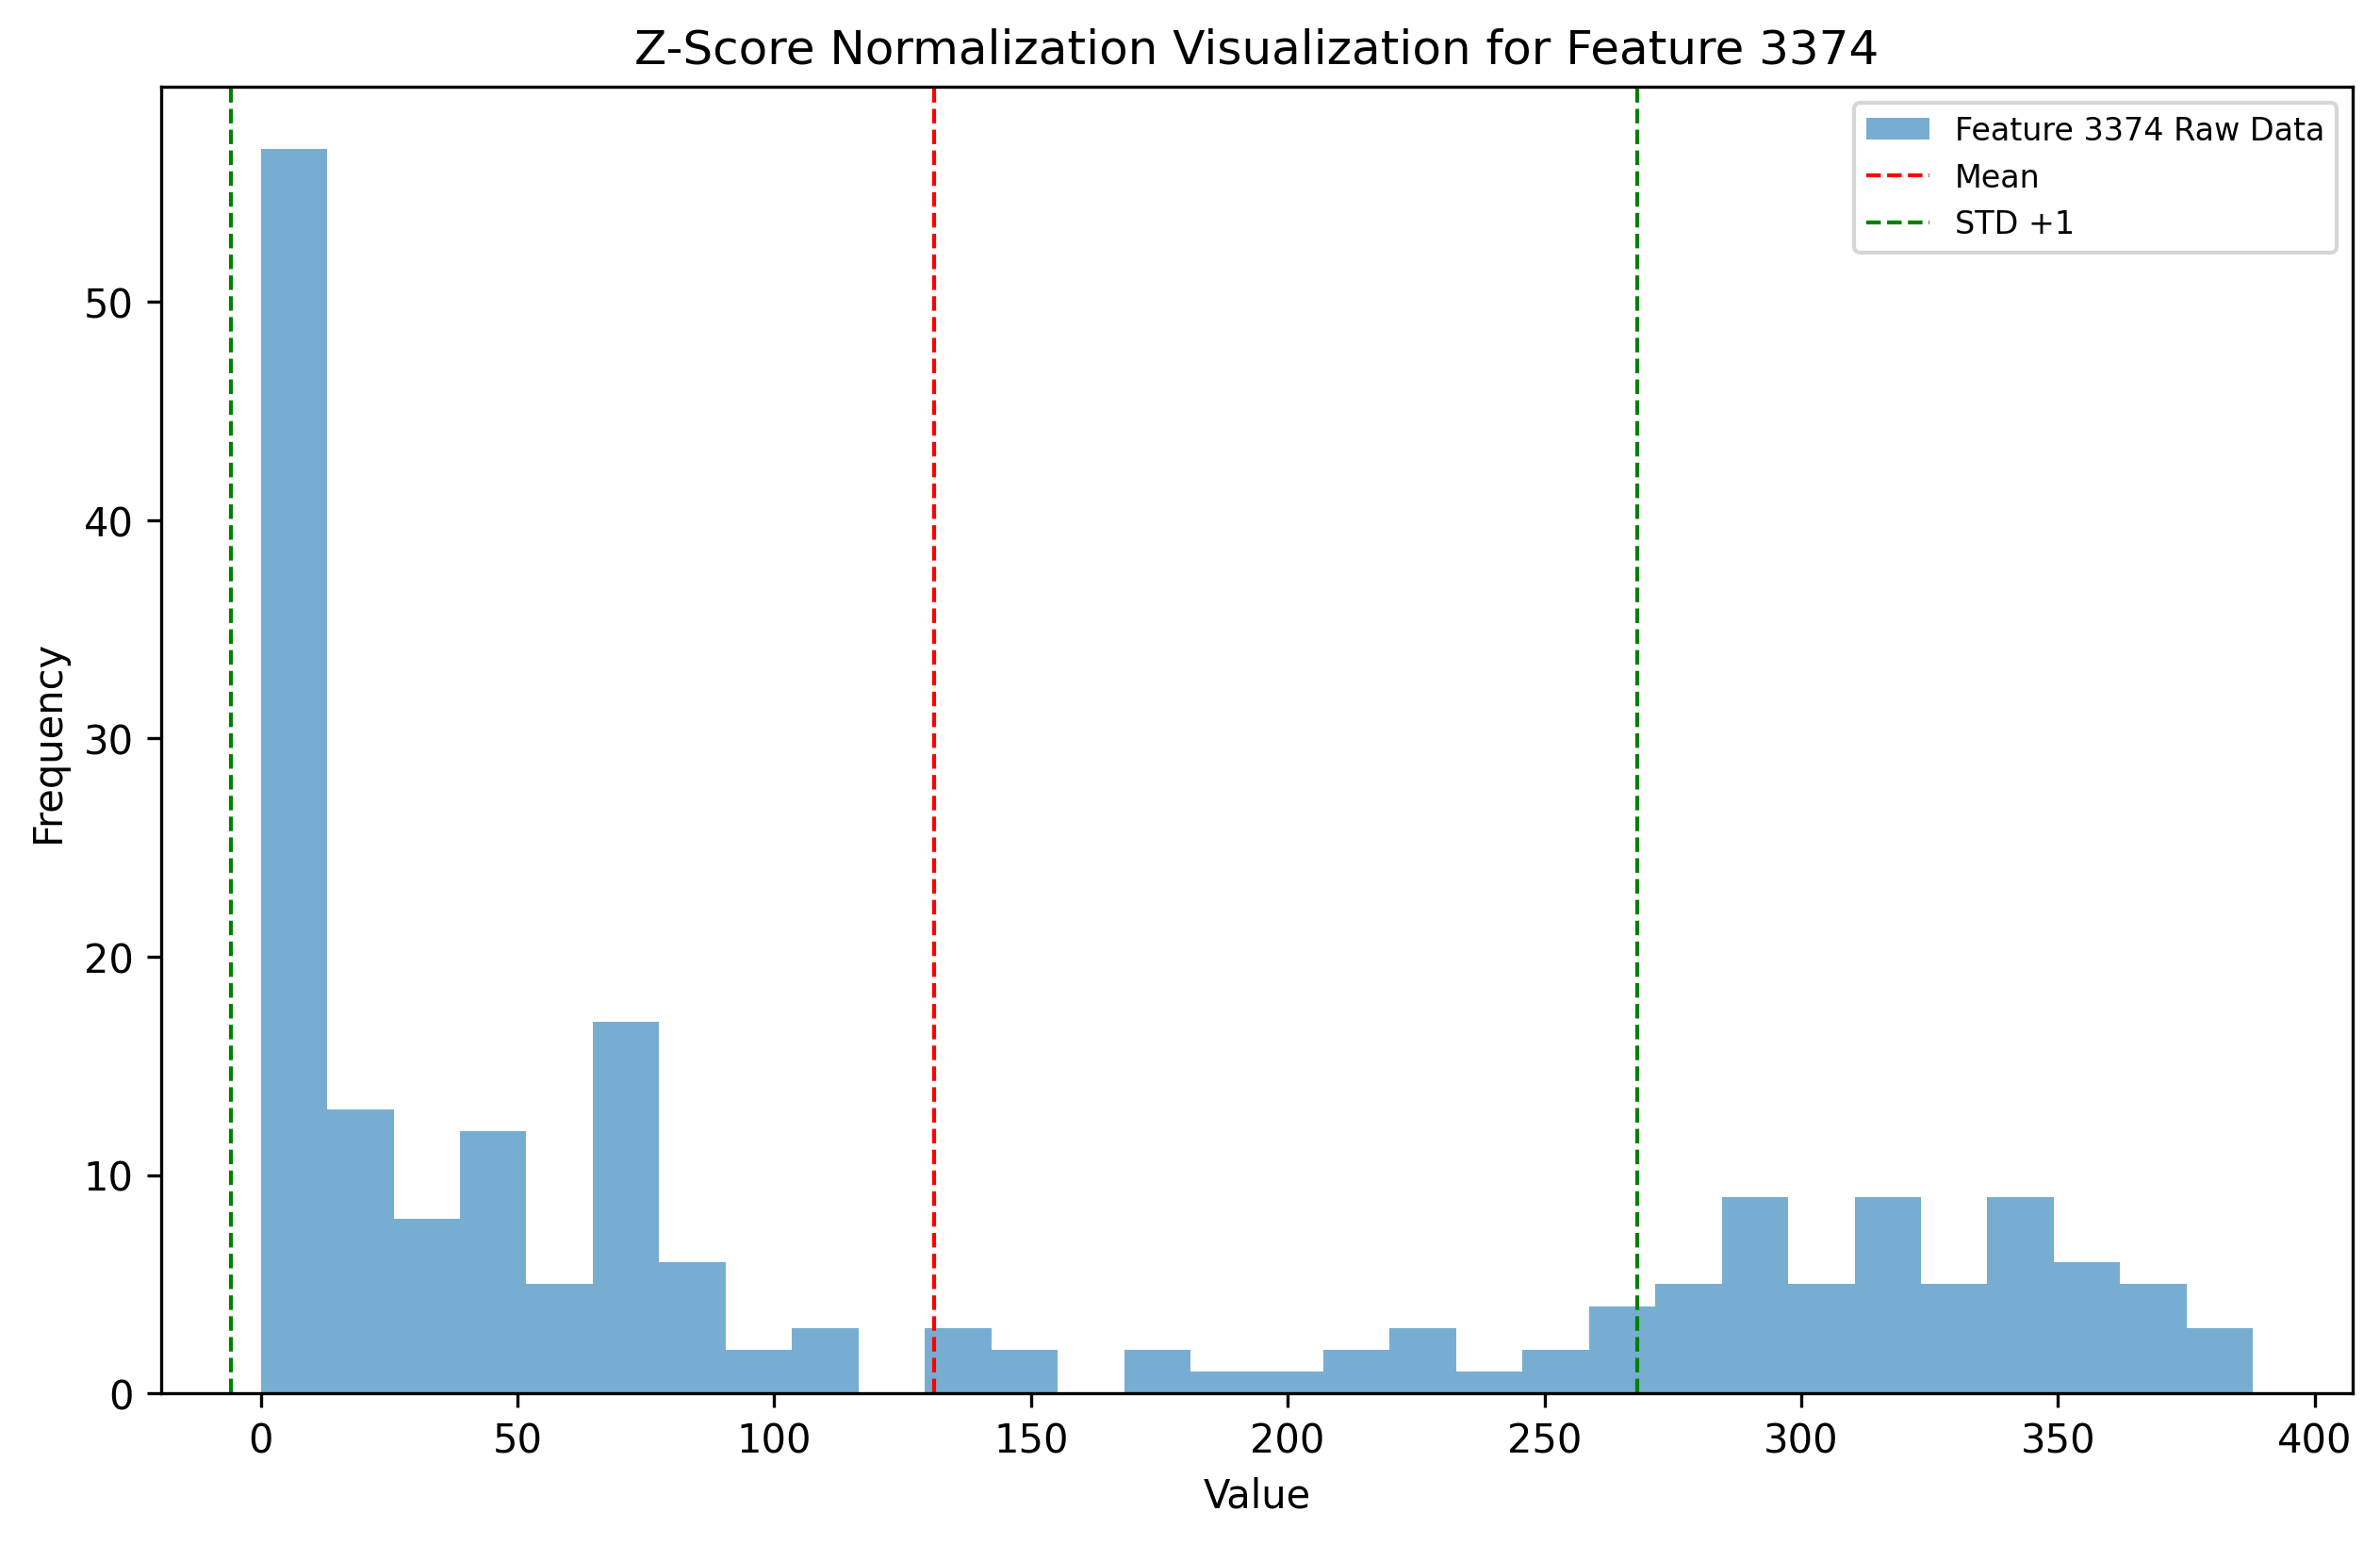 Z-Score Normalization Visualization for Feature 3374
Feature 3374 Raw Data
Mean
STD +1
Frequency
50
40
30
20
10
0
0 50 100 150 200 250 300 350 400
Value